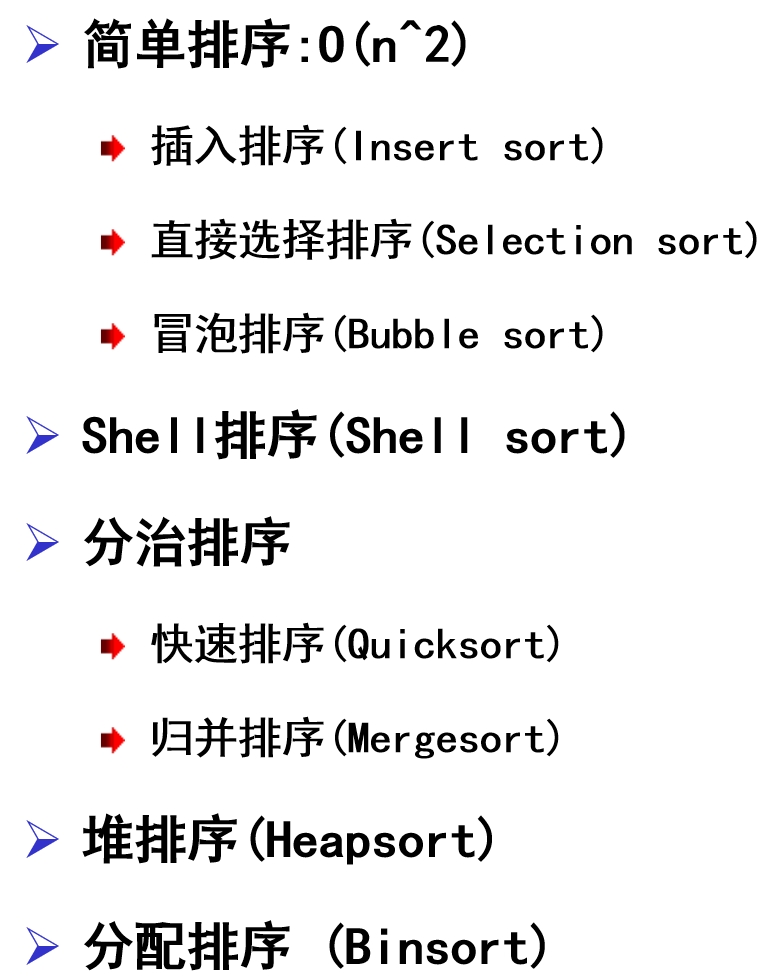 简单排序:O(n^2)
插入排序(Insert sort)
直接选择排序(Selection sort)
冒泡排序(Bubble sort)
Shell排序(Shell sort)
分治排序
快速排序(Quicksort)
归并排序(Mergesort)
堆排序(Heapsort)
分配排序 (Binsort)